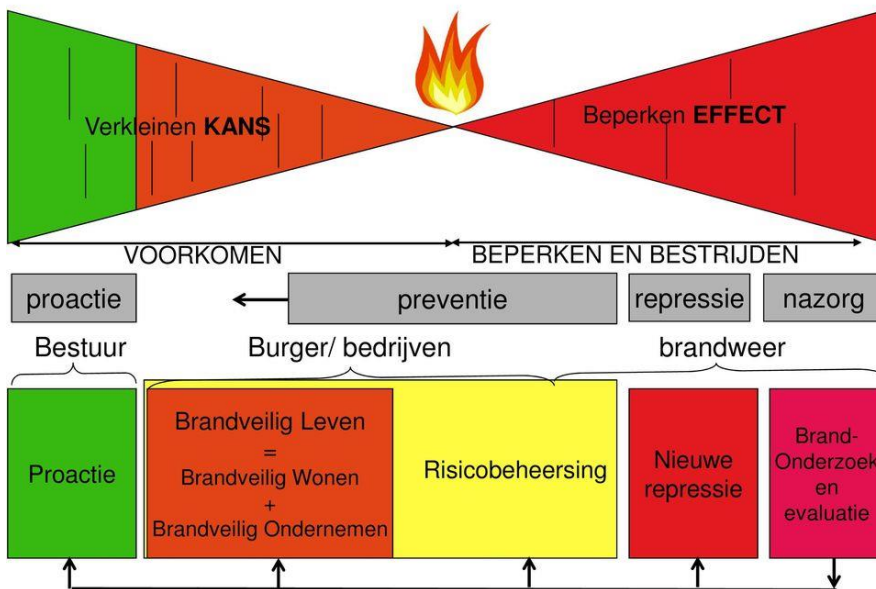 Verkleinen KANS
Beperken EFFECT
VOORKOMEN
BEPERKEN EN BESTRIJDEN
proactie
preventie
repressie
nazorg
Bestuur
Burger/ bedrijven
brandweer
Proactie
Brandveilig Leven
=
Brandveilig Wonen
+
Brandveilig Ondernemen
Risicobeheersing
Nieuwe
repressie
Brand-
Onderzoek
en
evaluatie